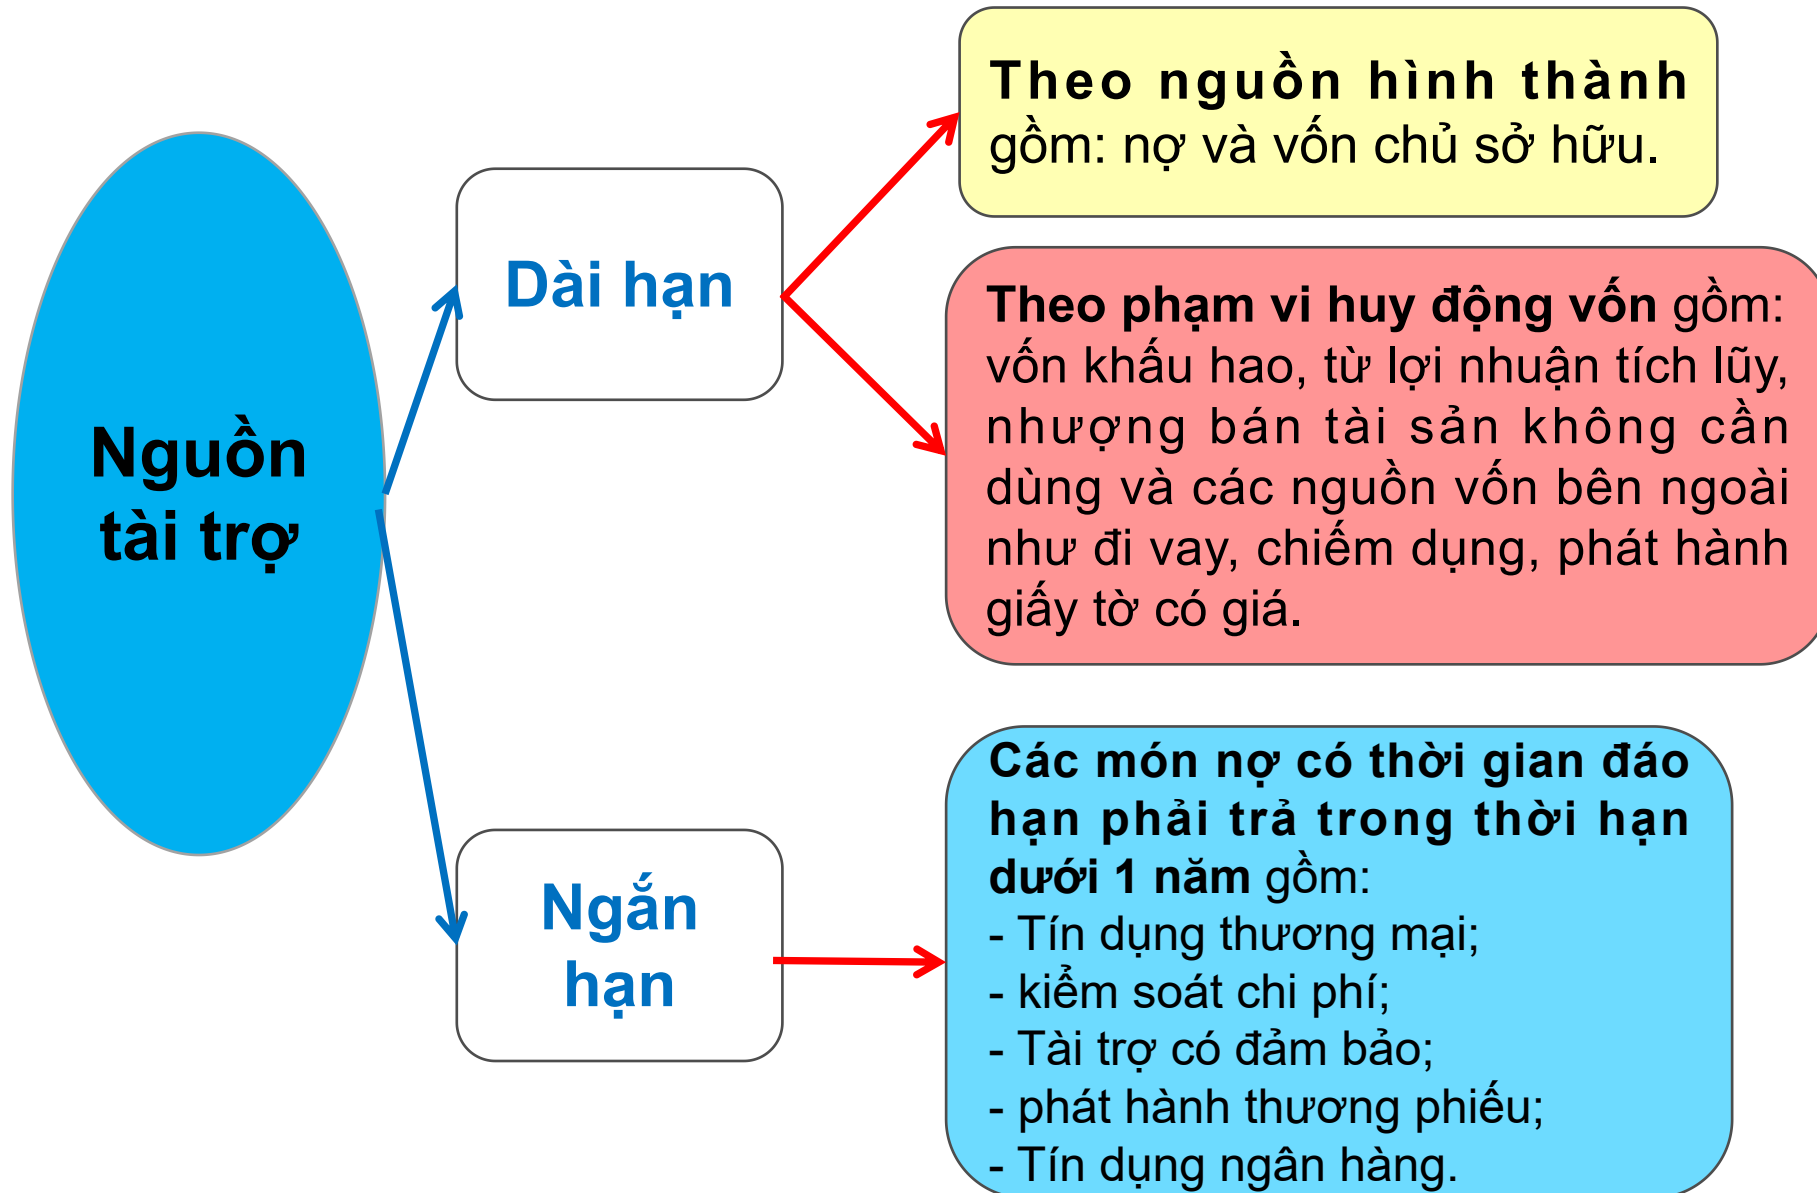 Nguồn
tài trợ
Dài hạn
Theo nguồn hình thành
gồm: nợ và vốn chủ sở hữu.
Theo phạm vi huy động vốn gồm:
vốn khấu hao, từ lợi nhuận tích lũy,
nhượng bán tài sản không cần
dùng và các nguồn vốn bên ngoài
như đi vay, chiếm dụng, phát hành
giấy tờ có giá.
Ngắn
hạn
Các món nợ có thời gian đáo
hạn phải trả trong thời hạn
dưới 1 năm gồm:
- Tín dụng thương mại;
- kiểm soát chi phí;
- Tài trợ có đảm bảo;
- phát hành thương phiếu;
- Tín dụng ngân hàng.